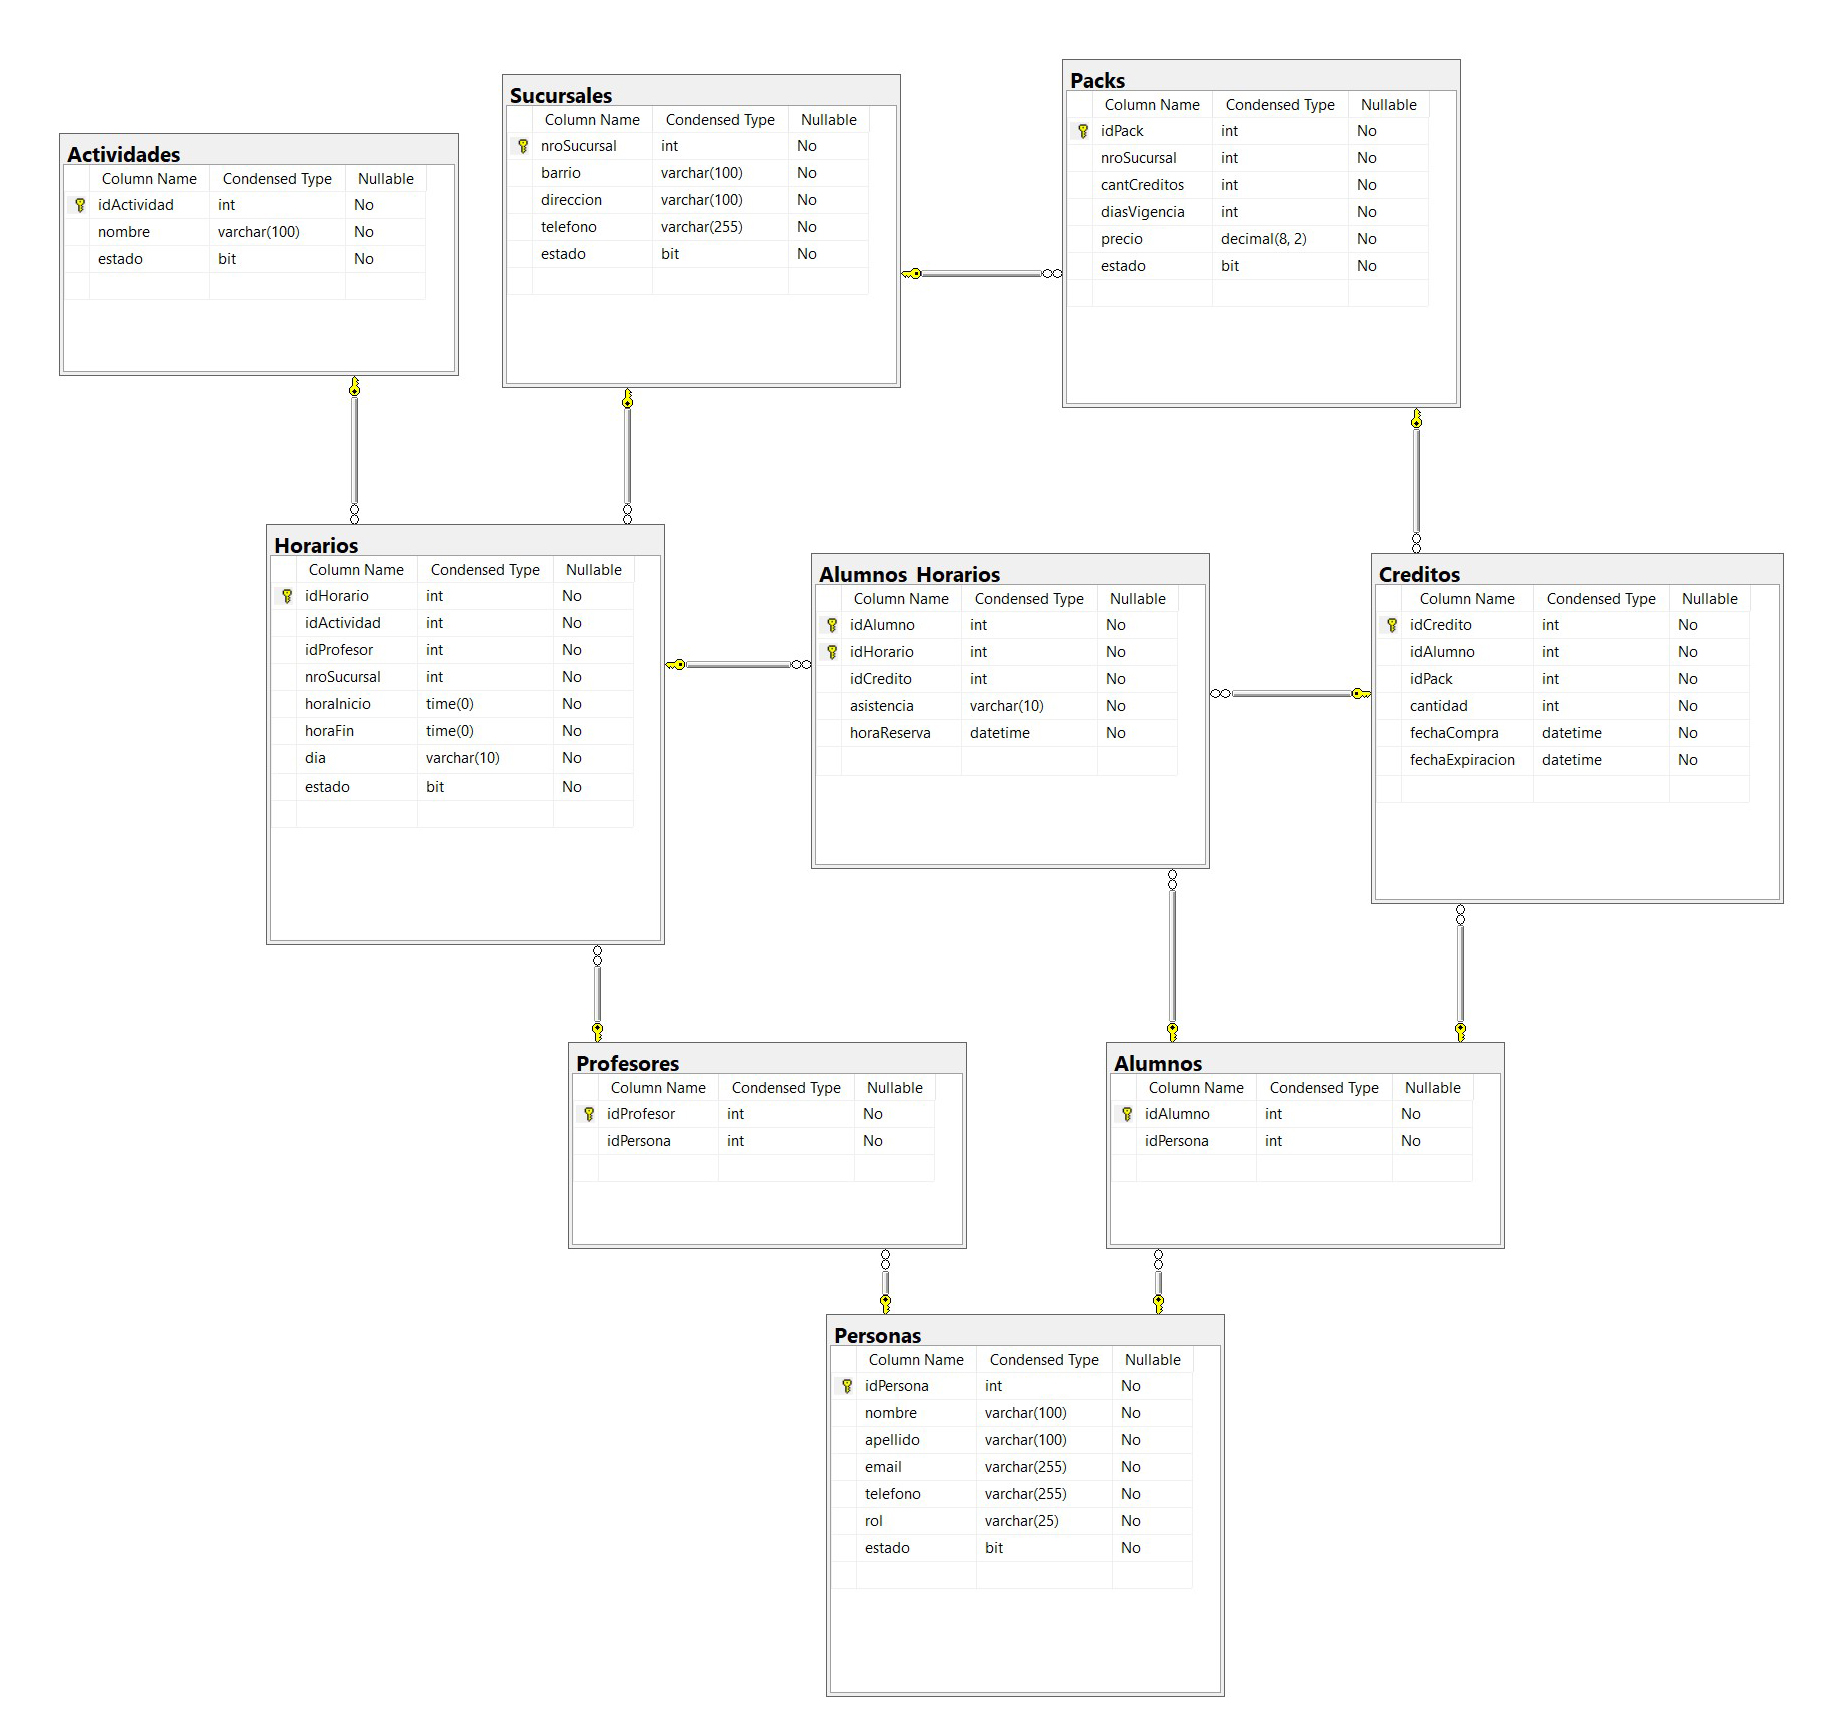 Actividades
Column Name Condensed Type Nullable
idActividad int No
nombre varchar(100) No
estado bit No
Sucursales
Column Name Condensed Type Nullable
nroSucursal int No
barrio varchar(100) No
direccion varchar(100) No
telefono varchar(255) No
estado bit No
Packs
Column Name Condensed Type Nullable
idPack int No
nroSucursal int No
cantCreditos int No
diasVigencia int No
precio decimal(8, 2) No
estado bit No
Horarios
Column Name Condensed Type Nullable
idHorario int No
idActividad int No
idProfesor int No
nroSucursal int No
horaInicio time(0) No
horaFin time(0) No
dia varchar(10) No
estado bit No
Alumnos_Horarios
Column Name Condensed Type Nullable
idAlumno int No
idHorario int No
idCredito int No
asistencia varchar(10) No
horaReserva datetime No
Creditos
Column Name Condensed Type Nullable
idCredito int No
idAlumno int No
idPack int No
cantidad int No
fechaCompra datetime No
fechaExpiracion datetime No
Profesores
Column Name Condensed Type Nullable
idProfesor int No
idPersona int No
Alumnos
Column Name Condensed Type Nullable
idAlumno int No
idPersona int No
Personas
Column Name Condensed Type Nullable
idPersona int No
nombre varchar(100) No
apellido varchar(100) No
email varchar(255) No
telefono varchar(255) No
rol varchar(25) No
estado bit No